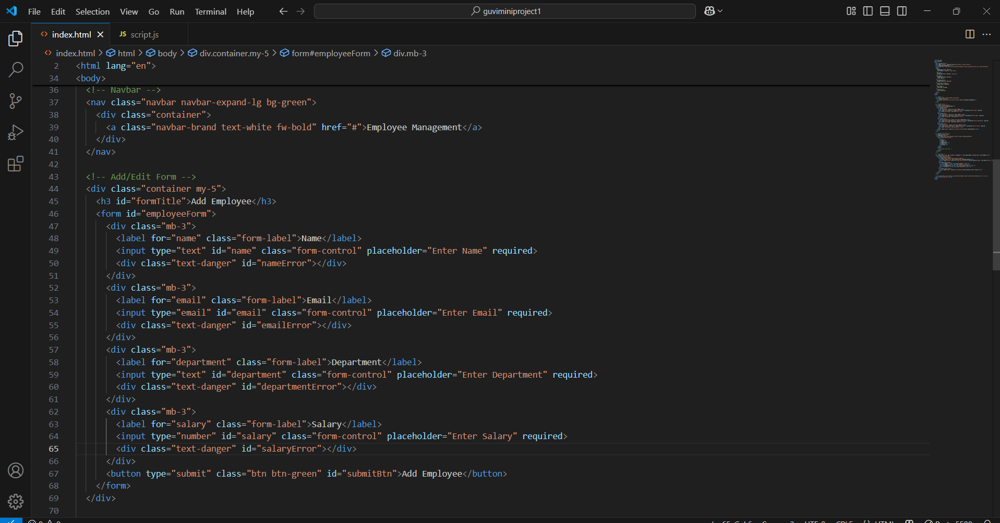 File Edit Selection View Go Run Terminal Help
guviminiproject1
index.html
JS script.js
index.html > html > body > div.container.my-5 > form#employeeForm > div.mb-3
2 <html lang="en">
34 <body>
36 <!-- Navbar -->
37 <nav class="navbar navbar-expand-lg bg-green">
38 <div class="container">
39 <a class="navbar-brand text-white fw-bold" href="#">Employee Management</a>
40 </div>
41 </nav>
42
43 <!-- Add/Edit Form -->
44 <div class="container my-5">
45 <h3 id="formTitle">Add Employee</h3>
46 <form id="employeeForm">
47 <div class="mb-3">
48 <label for="name" class="form-label">Name</label>
49 <input type="text" id="name" class="form-control" placeholder="Enter Name" required>
50 <div class="text-danger" id="nameError"></div>
51 </div>
52 <div class="mb-3">
53 <label for="email" class="form-label">Email</label>
54 <input type="email" id="email" class="form-control" placeholder="Enter Email" required>
55 <div class="text-danger" id="emailError"></div>
56 </div>
57 <div class="mb-3">
58 <label for="department" class="form-label">Department</label>
59 <input type="text" id="department" class="form-control" placeholder="Enter Department" required>
60 <div class="text-danger" id="departmentError"></div>
61 </div>
62 <div class="mb-3">
63 <label for="salary" class="form-label">Salary</label>
64 <input type="number" id="salary" class="form-control" placeholder="Enter Salary" required>
65 <div class="text-danger" id="salaryError"></div>
66 </div>
67 <button type="submit" class="btn btn-green" id="submitBtn">Add Employee</button>
68 </form>
69 </div>
70